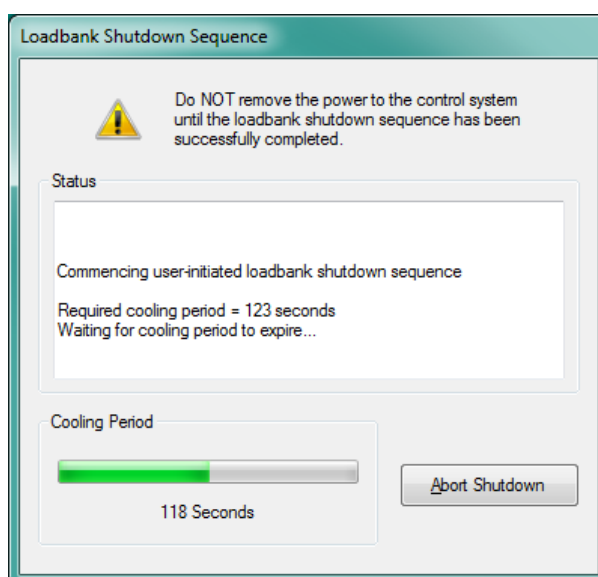 Loadbank Shutdown Sequence
Do NOT remove the power to the control system
until the loadbank shutdown sequence has been
successfully completed.
Status
Commencing user-initiated loadbank shutdown sequence
Required cooling period = 123 seconds
Waiting for cooling period to expire...
Cooling Period
118 Seconds
Abort Shutdown